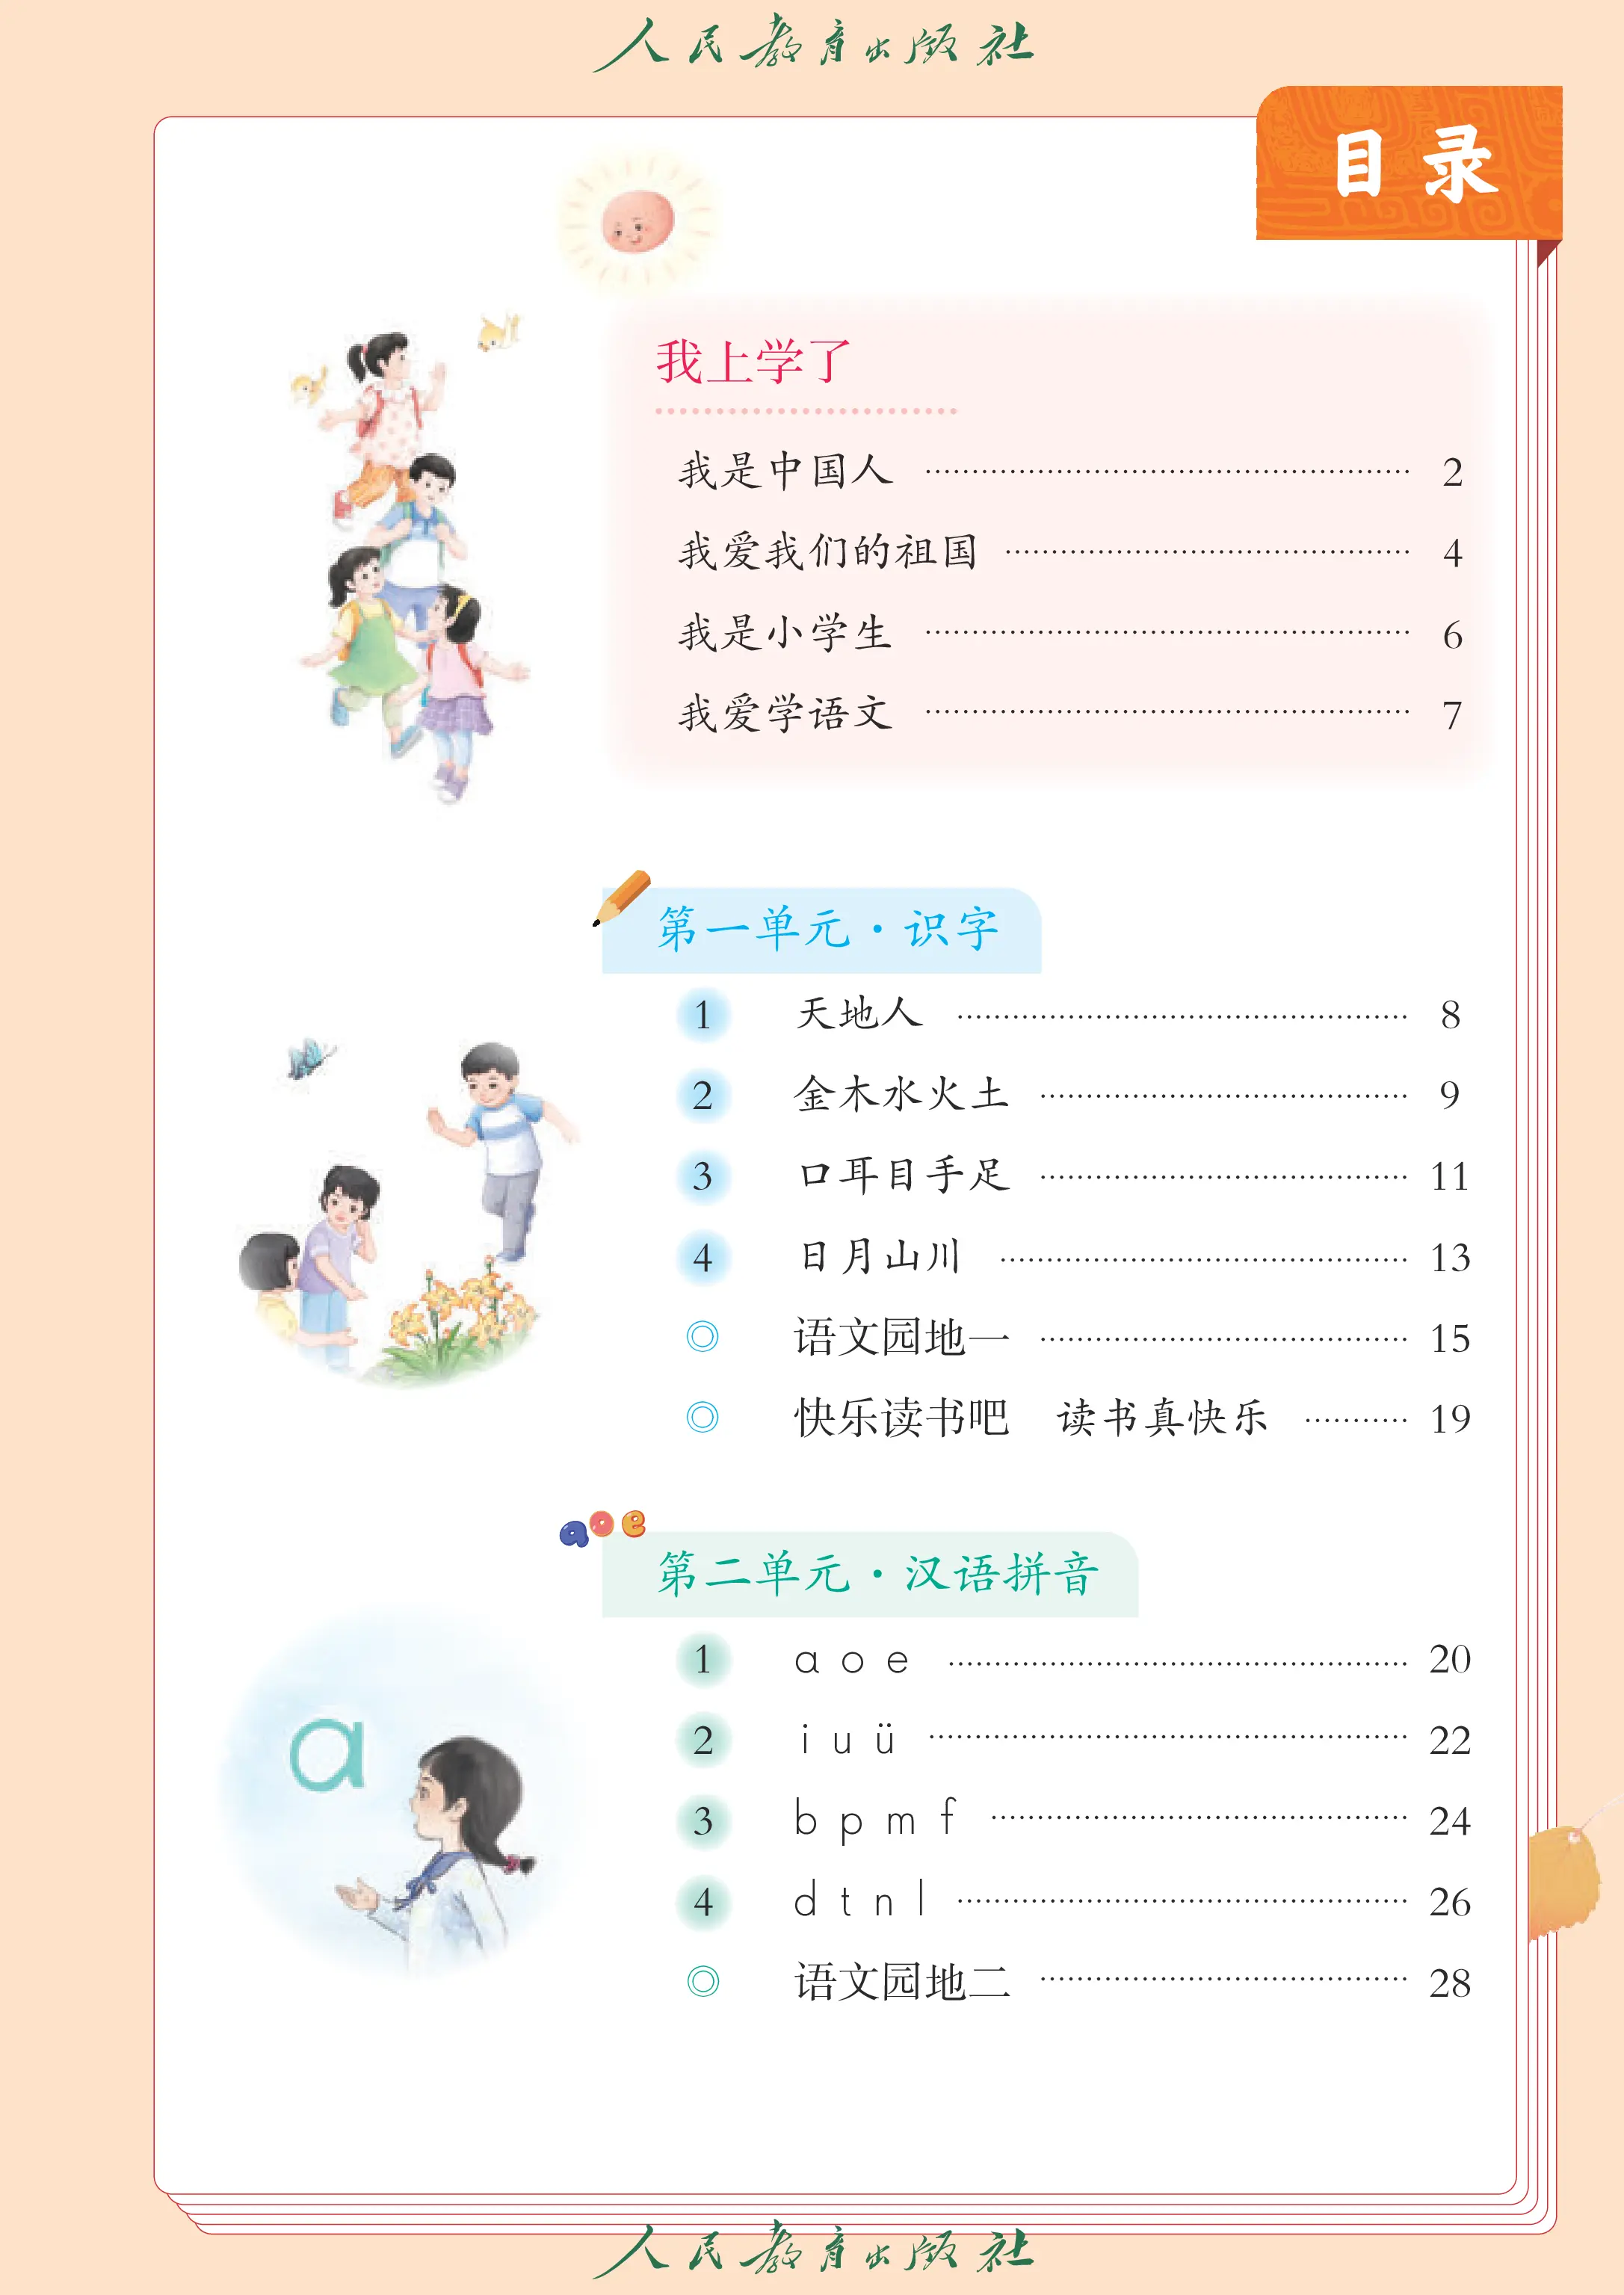 人民教育出版社
目录
我上学了
我是中国人 2
我爱我们的祖国 4
我是小学生 6
我爱学语文 7
第一单元·识字
1 天地人 8
2 金木水火土 9
3 口耳目手足 11
4 日月山川 13
◎ 语文园地一 15
◎ 快乐读书吧 读书真快乐 19
aoe
第二单元·汉语拼音
1 ɑ o e 20
2 i u ü 22
3 b p m f 24
4 d t n l 26
◎ 语文园地二 28
ɑ
人民教育出版社